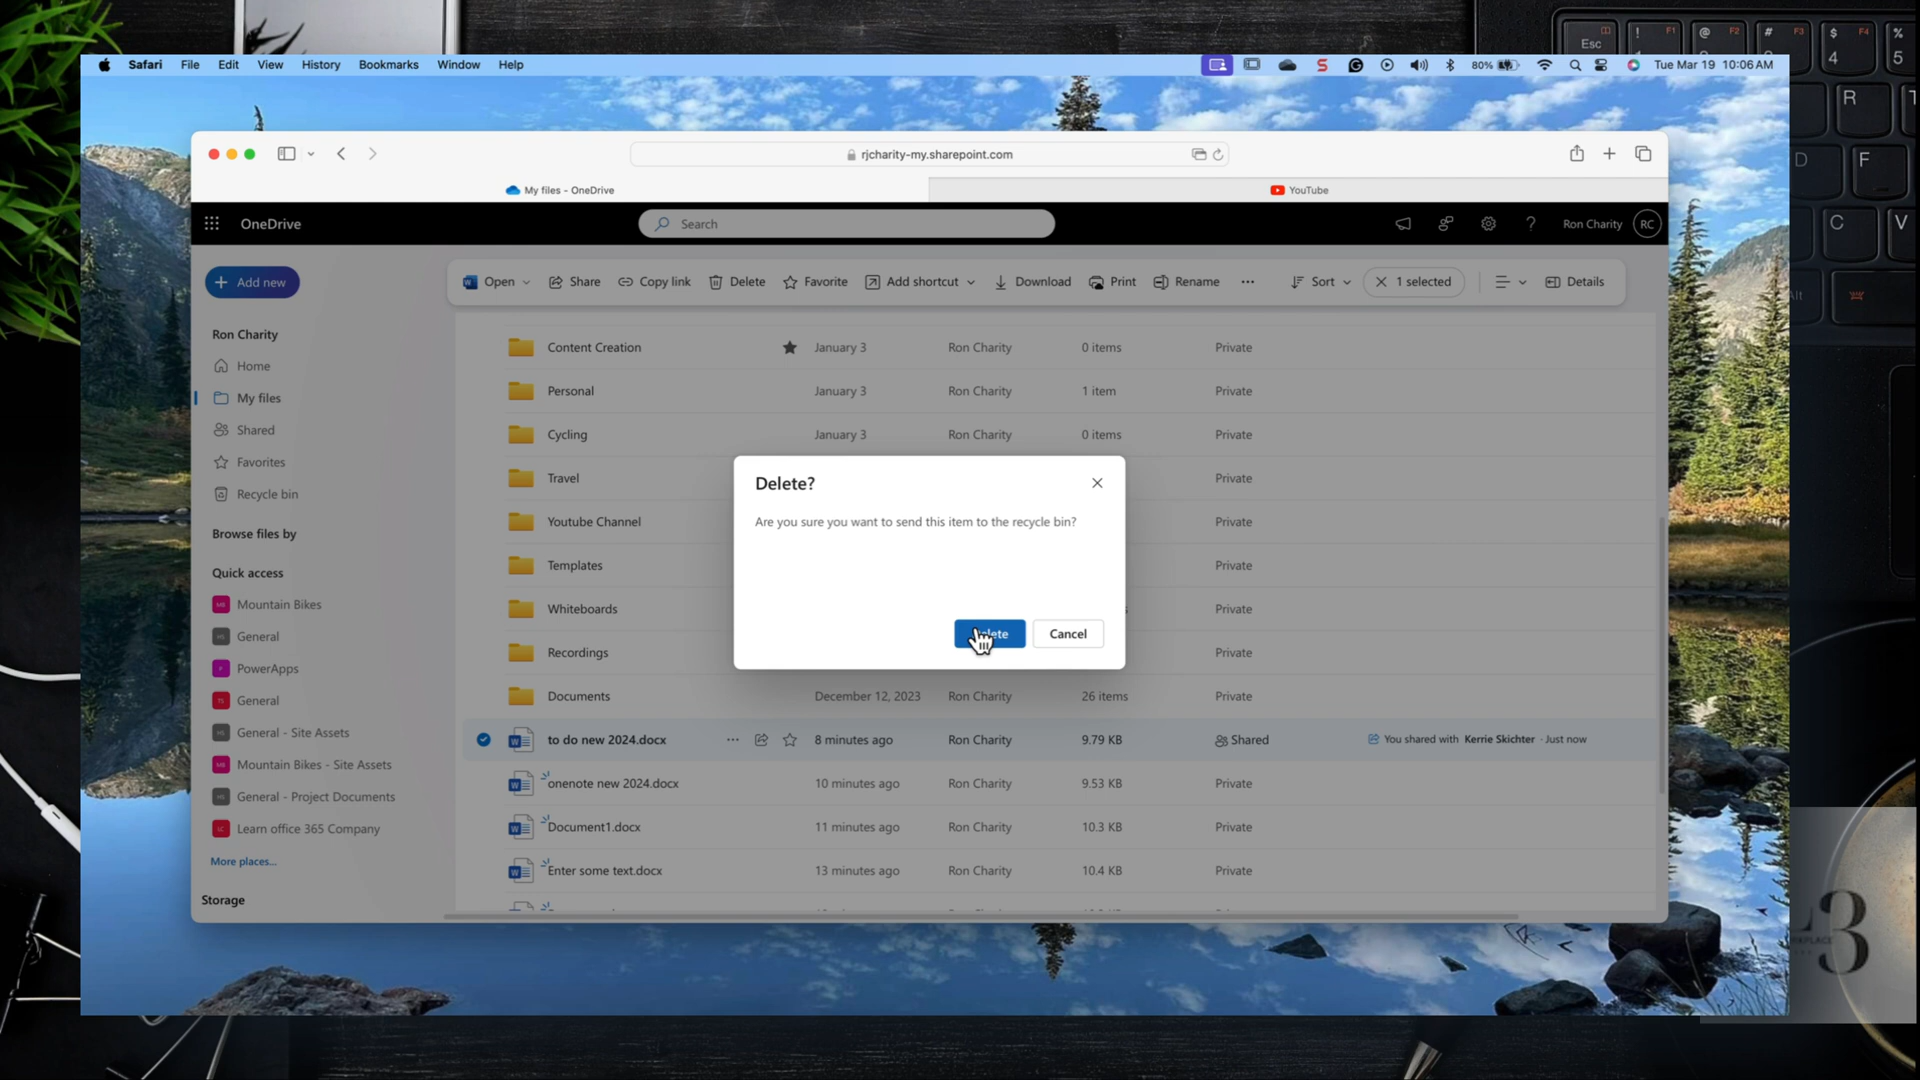 Safari File Edit View History Bookmarks Window Help
80% Tue Mar 19 10:06 AM
rjcharity-my.sharepoint.com
My files - OneDrive
YouTube
OneDrive
Search
Ron Charity RC
Add new
Open Share Copy link Delete Favorite Add shortcut Download Print Rename ··· Sort 1 selected Details
Ron Charity
Home
My files
Shared
Favorites
Recycle bin
Browse files by
Quick access
Mountain Bikes
General
PowerApps
General
General - Site Assets
Mountain Bikes - Site Assets
General - Project Documents
Learn office 365 Company
More places...
Storage
Content Creation January 3 Ron Charity 0 items Private
Personal January 3 Ron Charity 1 item Private
Cycling January 3 Ron Charity 0 items Private
Travel Private
Youtube Channel Private
Templates Private
Whiteboards Private
Recordings Private
Documents December 12, 2023 Ron Charity 26 items Private
to do new 2024.docx 8 minutes ago Ron Charity 9.79 KB Shared You shared with Kerrie Skichter · Just now
onenote new 2024.docx 10 minutes ago Ron Charity 9.53 KB Private
Document1.docx 11 minutes ago Ron Charity 10.3 KB Private
Enter some text.docx 13 minutes ago Ron Charity 10.4 KB Private
Delete?
Are you sure you want to send this item to the recycle bin?
Cancel
Esc ! F1 @ F2 # F3 $ F4 %
4 5
R
D F
C V
3